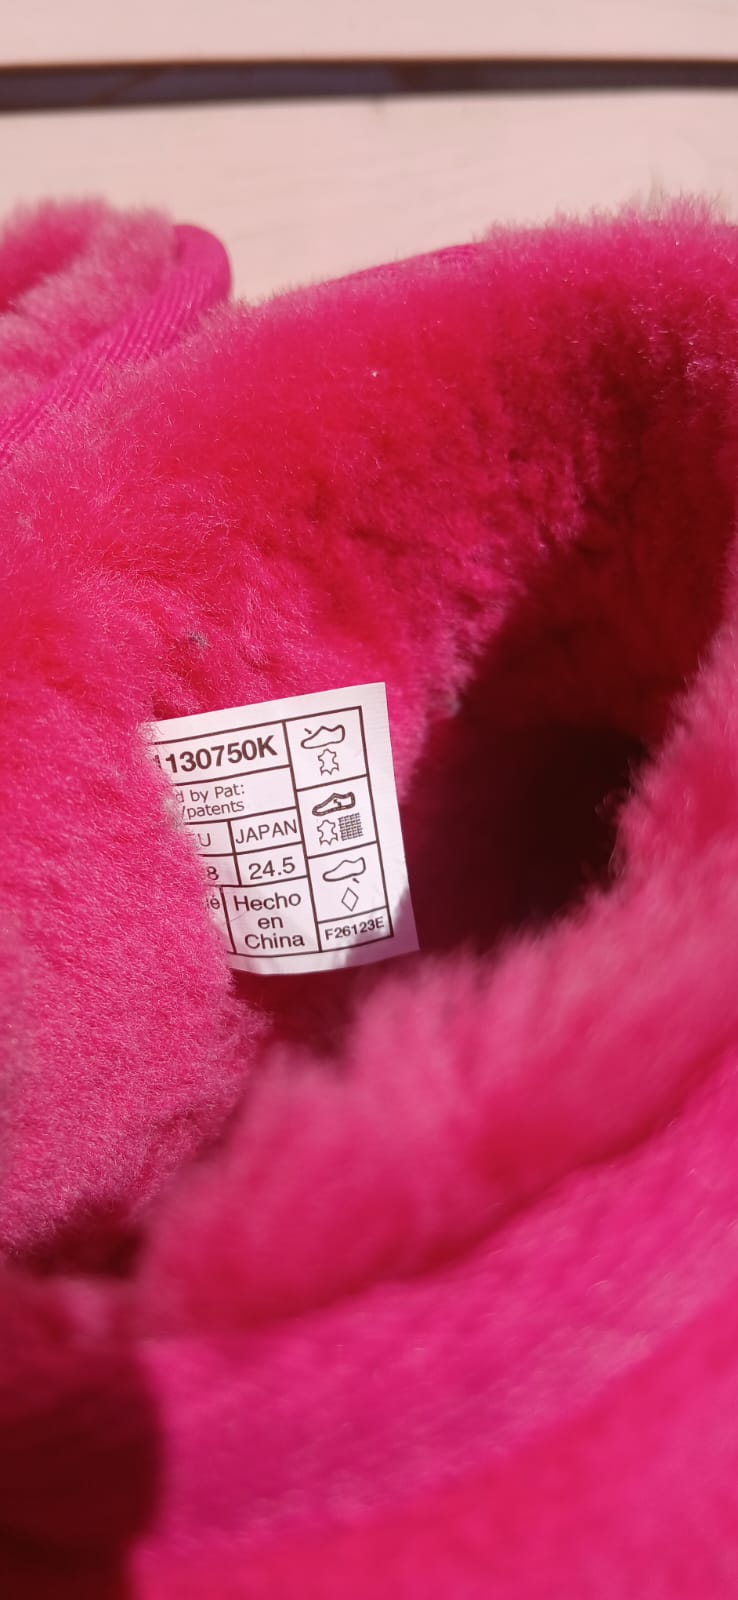 1130750K
d by Pat:
/patents
U JAPAN
8 24.5
Hecho
en
China
F26123E